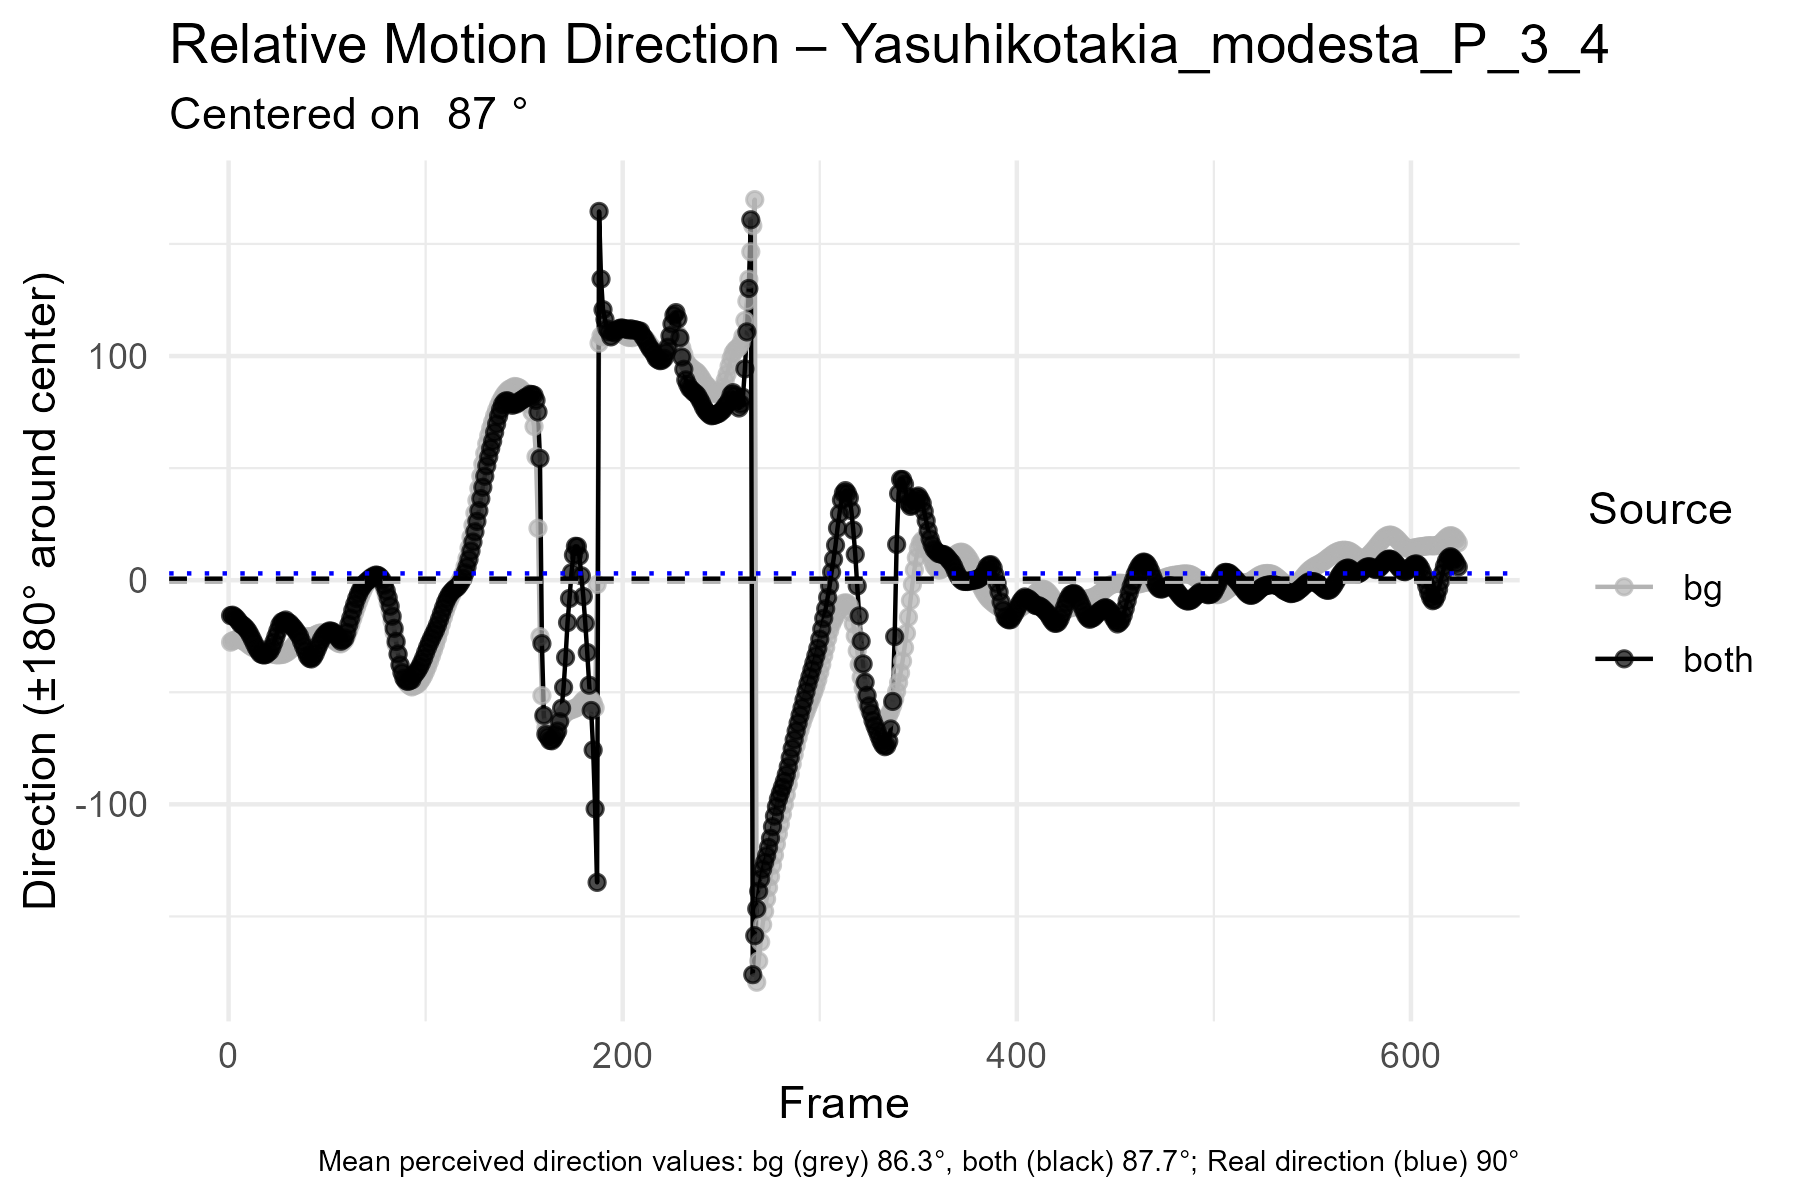 Relative Motion Direction – Yasuhikotakia_modesta_P_3_4
Centered on  87 °
Direction (±180° around center)
100
0
-100
0
200
400
600
Frame
Source
bg
both
Mean perceived direction values: bg (grey) 86.3°, both (black) 87.7°; Real direction (blue) 90°